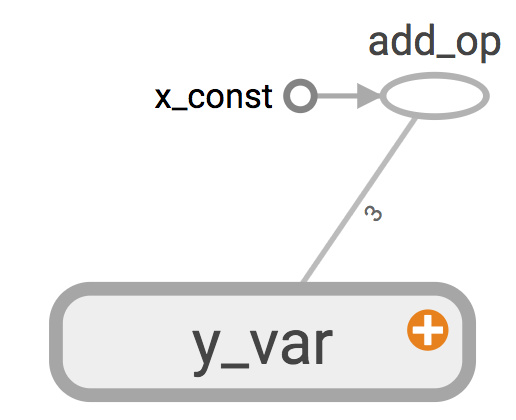 add_op
x_const
3
y_var